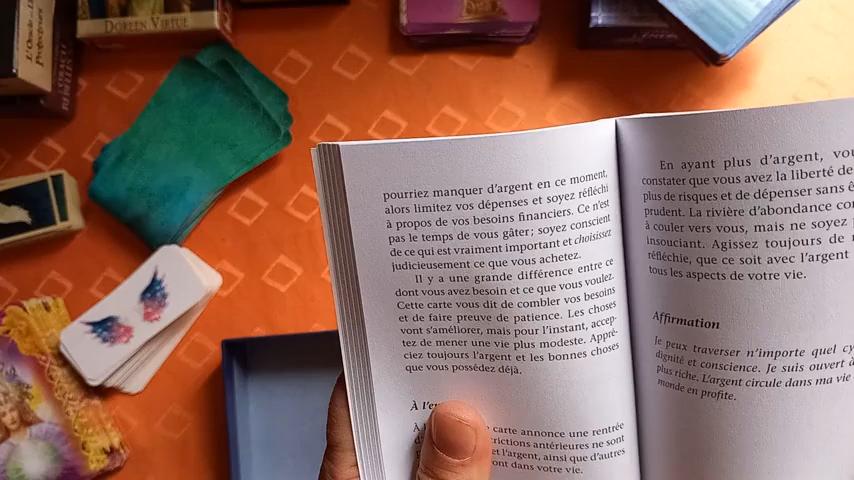 DOREEN VIRTUE
L'Oracle
pourriez manquer d'argent en ce moment,
alors limitez vos dépenses et soyez réfléchi
à propos de vos besoins financiers. Ce n'est
pas le temps de vous gâter; soyez conscient
de ce qui est vraiment important et choisissez
judicieusement ce que vous achetez.
Il y a une grande différence entre ce
dont vous avez besoin et ce que vous voulez.
Cette carte vous dit de combler vos besoins
et de faire preuve de patience. Les choses
vont s'améliorer, mais pour l'instant, accep-
tez de mener une vie plus modeste. Appré-
ciez toujours l'argent et les bonnes choses
que vous possédez déjà.
À l'en
carte annonce une rentrée
rictions antérieures ne sont
et l'argent, ainsi que d'autres
ont dans votre vie.
En ayant plus d'argent, vou
constater que vous avez la liberté de
plus de risques et de dépenser sans ê
prudent. La rivière d'abondance con
à couler vers vous, mais ne soyez
insouciant. Agissez toujours de
réfléchie, que ce soit avec l'argent
tous les aspects de votre vie.
Affirmation
Je peux traverser n'importe quel cy
dignité et conscience. Je suis ouvert à
plus riche. L'argent circule dans ma vie
monde en profite.